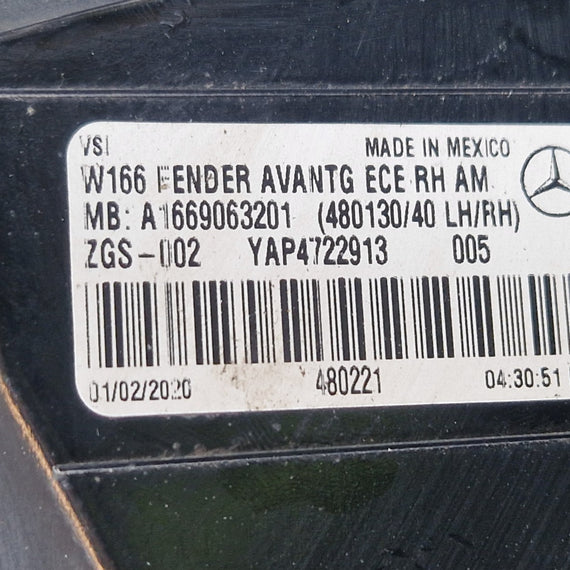 VSI MADE IN MEXICO
W166 FENDER AVANTG ECE RH AM
MB: A1669063201 (480130/40 LH/RH)
ZGS-002 YAP4722913 005
01/02/2020 480221 04:30:51